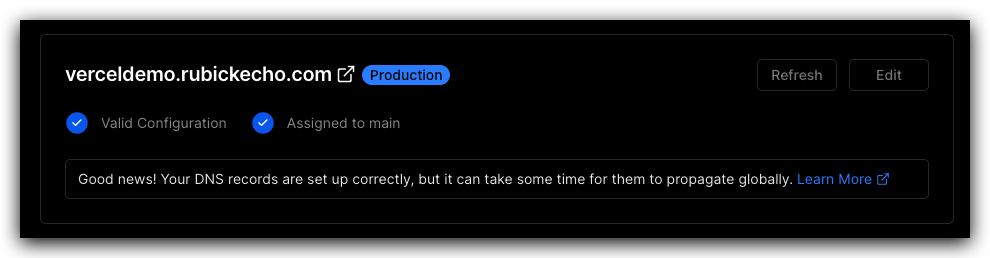 verceldemo.rubickecho.com Production Refresh Edit
Valid Configuration Assigned to main
Good news! Your DNS records are set up correctly, but it can take some time for them to propagate globally. Learn More